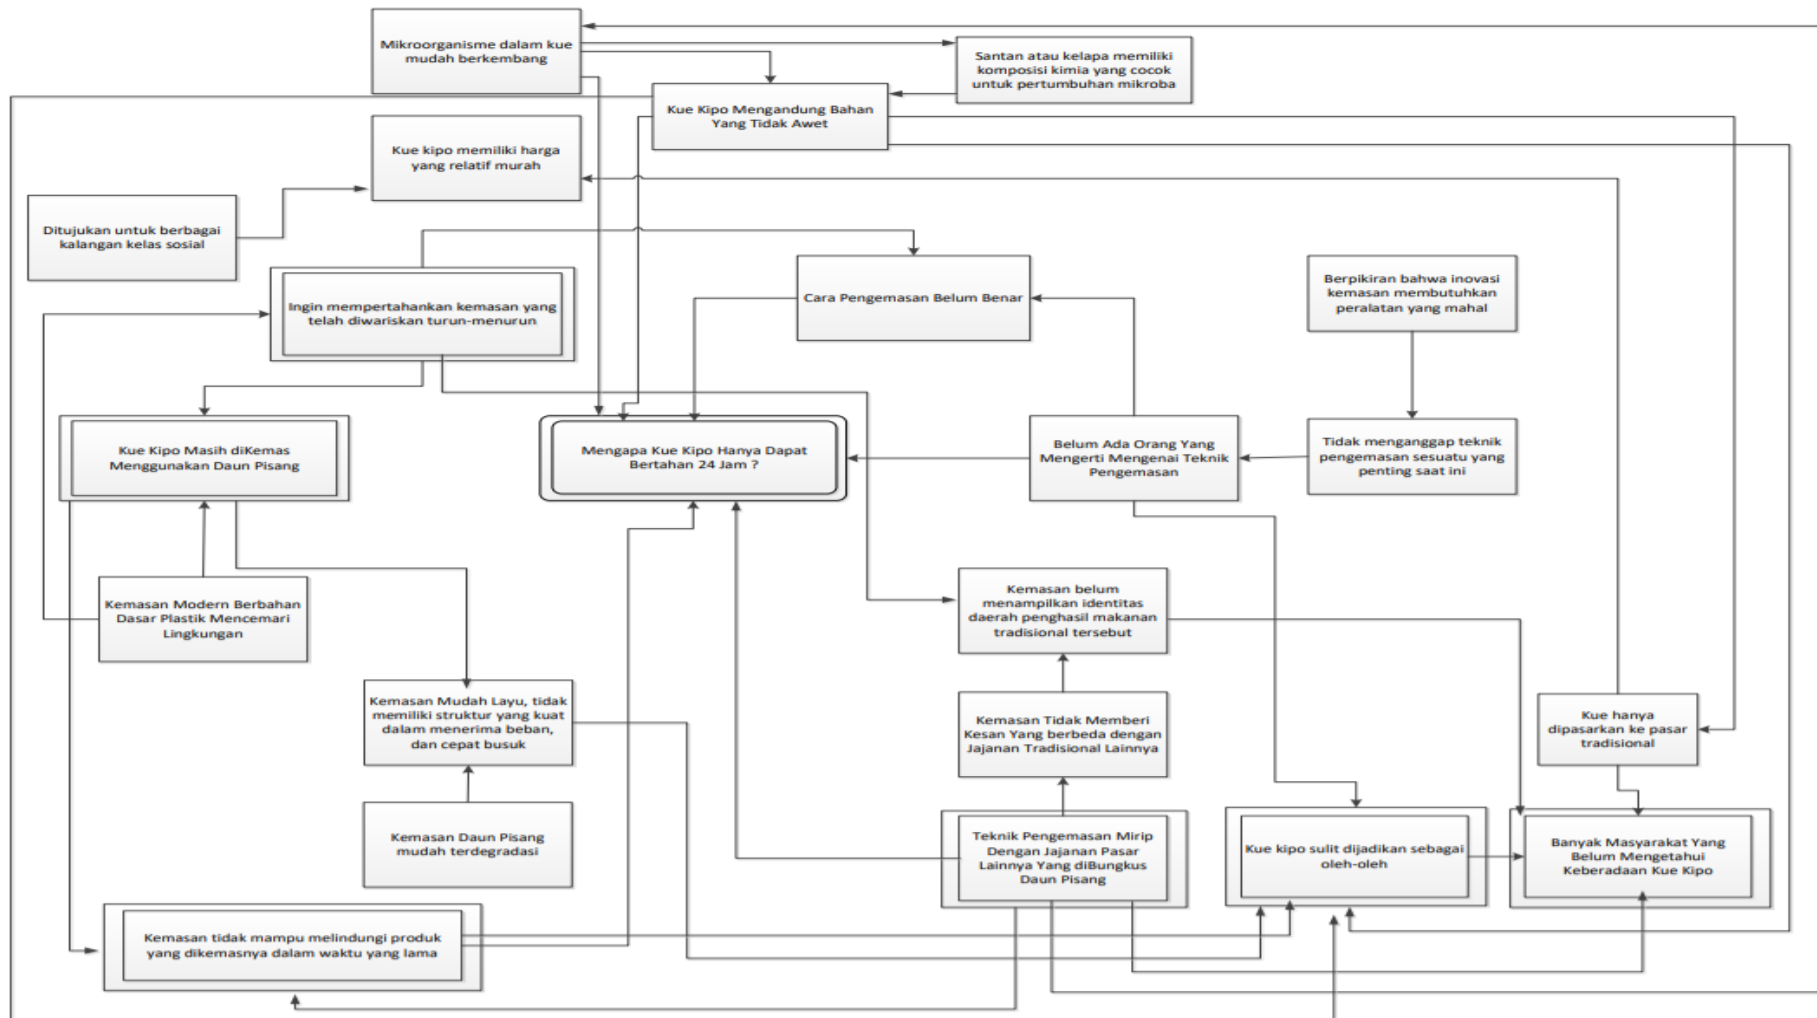 Mikroorganisme dalam kue
mudah berkembang
Santan atau kelapa memiliki
komposisi kimia yang cocok
untuk pertumbuhan mikroba
Kue Kipo Mengandung Bahan
Yang Tidak Awet
Kue kipo memiliki harga
yang relatif murah
Ditujukan untuk berbagai
kalangan kelas sosial
Ingin mempertahankan kemasan yang
telah diwariskan turun-menurun
Cara Pengemasan Belum Benar
Berpikiran bahwa inovasi
kemasan membutuhkan
peralatan yang mahal
Kue Kipo Masih diKemas
Menggunakan Daun Pisang
Mengapa Kue Kipo Hanya Dapat
Bertahan 24 Jam ?
Belum Ada Orang Yang
Mengerti Mengenai Teknik
Pengemasan
Tidak menganggap teknik
pengemasan sesuatu yang
penting saat ini
Kemasan Modern Berbahan
Dasar Plastik Mencemari
Lingkungan
Kemasan belum
menampilkan identitas
daerah penghasil makanan
tradisional tersebut
Kemasan Mudah Layu, tidak
memiliki struktur yang kuat
dalam menerima beban,
dan cepat busuk
Kemasan Tidak Memberi
Kesan Yang berbeda dengan
Jajanan Tradisional Lainnya
Kue hanya
dipasarkan ke pasar
tradisional
Kemasan Daun Pisang
mudah terdegradasi
Teknik Pengemasan Mirip
Dengan Jajanan Pasar
Lainnya Yang diBungkus
Daun Pisang
Kue kipo sulit dijadikan sebagai
oleh-oleh
Banyak Masyarakat Yang
Belum Mengetahui
Keberadaan Kue Kipo
Kemasan tidak mampu melindungi produk
yang dikemasnya dalam waktu yang lama